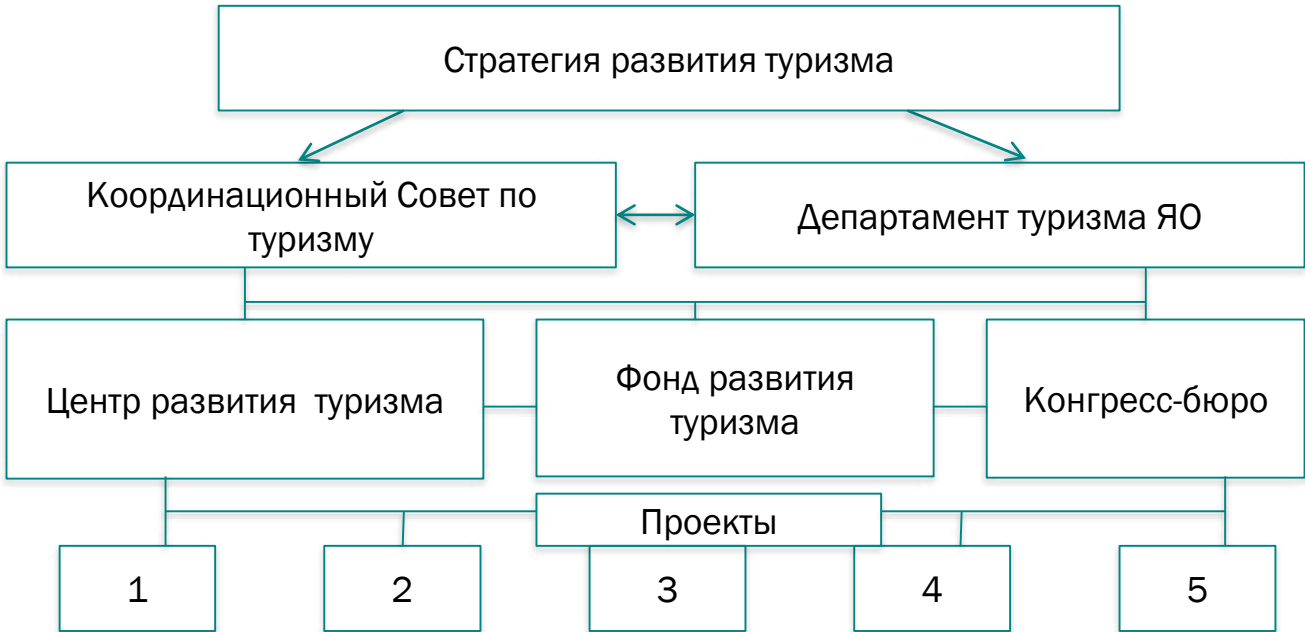 Стратегия развития туризма
Координационный Совет по
туризму
Департамент туризма ЯО
Центр развития туризма
Фонд развития
туризма
Конгресс-бюро
Проекты
1
2
3
4
5